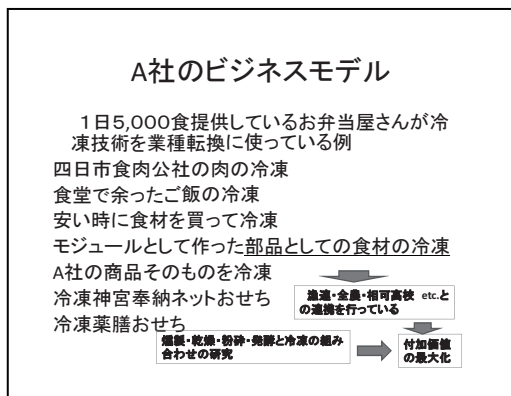 A社のビジネスモデル
1日5,000食提供しているお弁当屋さんが冷
凍技術を業種転換に使っている例
四日市食肉公社の肉の冷凍
食堂で余ったご飯の冷凍
安い時に食材を買って冷凍
モジュールとして作った部品としての食材の冷凍
A社の商品そのものを冷凍
冷凍神宮奉納ネットおせち
冷凍薬膳おせち
漁連・全農・相可高校 etc.と
の連携を行っている
燻製・乾燥・粉砕・発酵と冷凍の組み
合わせの研究
付加価値
の最大化